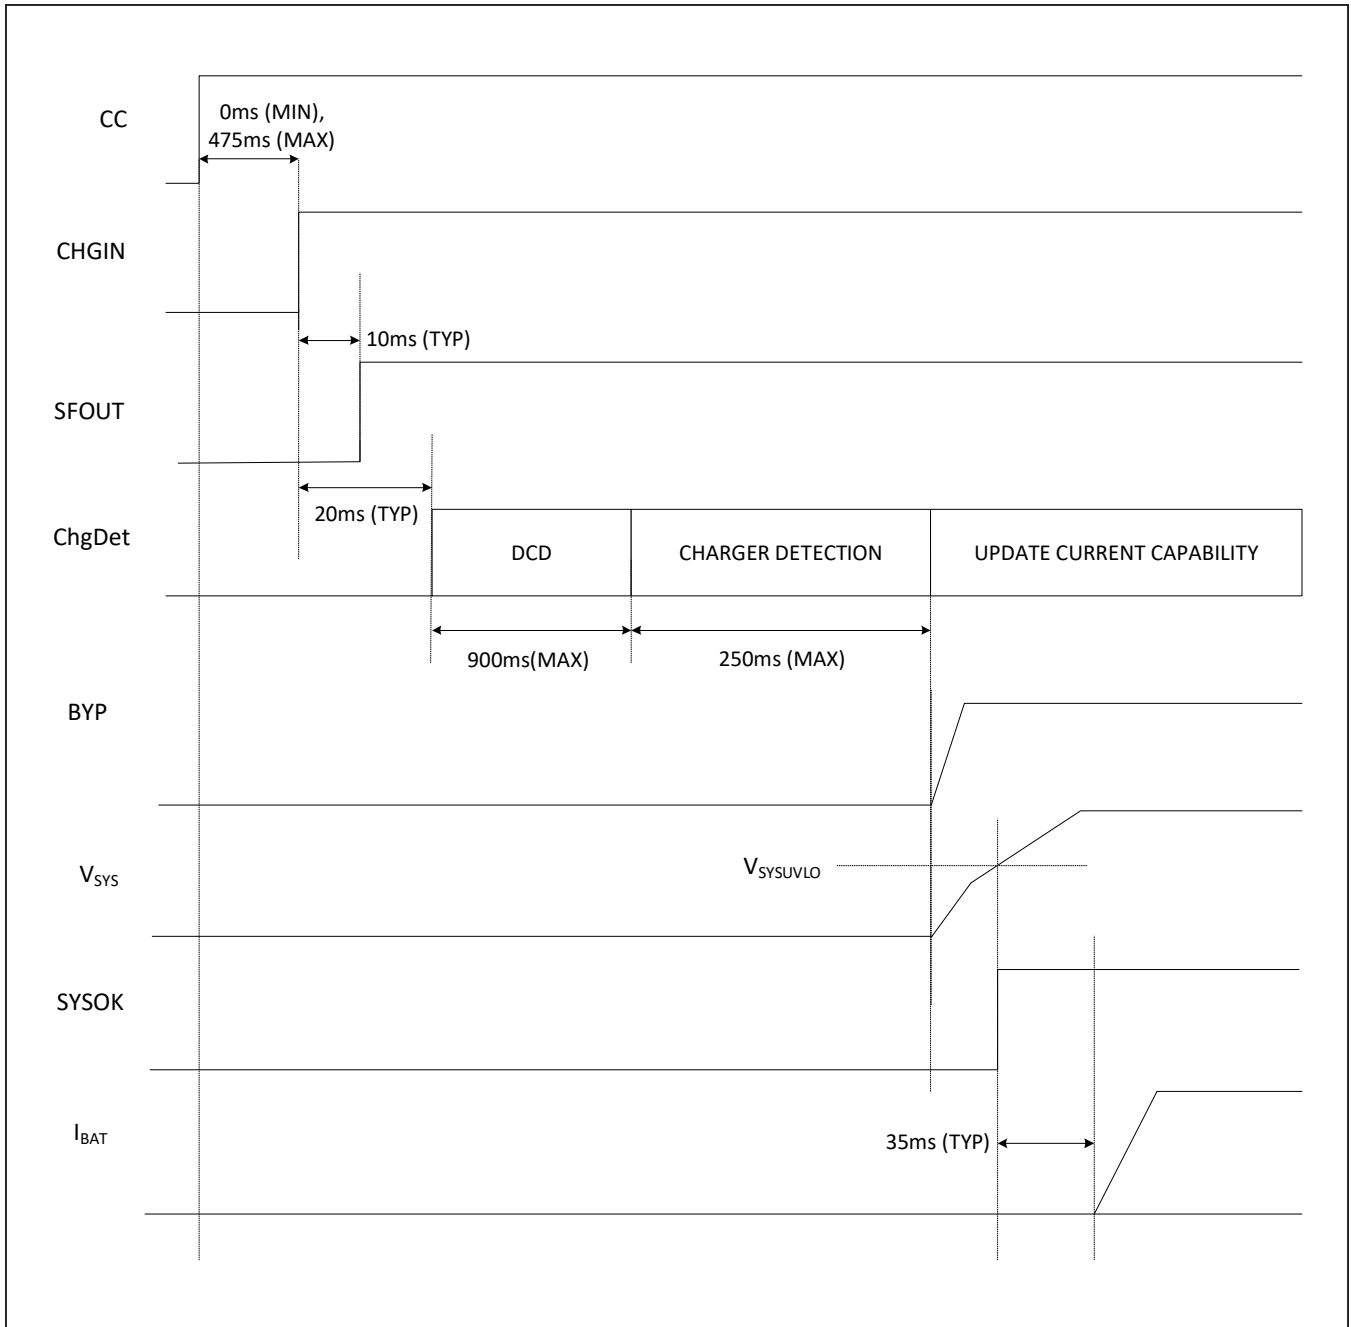 CC
0ms (MIN),
475ms (MAX)
CHGIN
10ms (TYP)
SFOUT
20ms (TYP)
ChgDet
DCD
CHARGER DETECTION
UPDATE CURRENT CAPABILITY
900ms(MAX)
250ms (MAX)
BYP
VSYS
VSYSUVLO
SYSOK
IBAT
35ms (TYP)